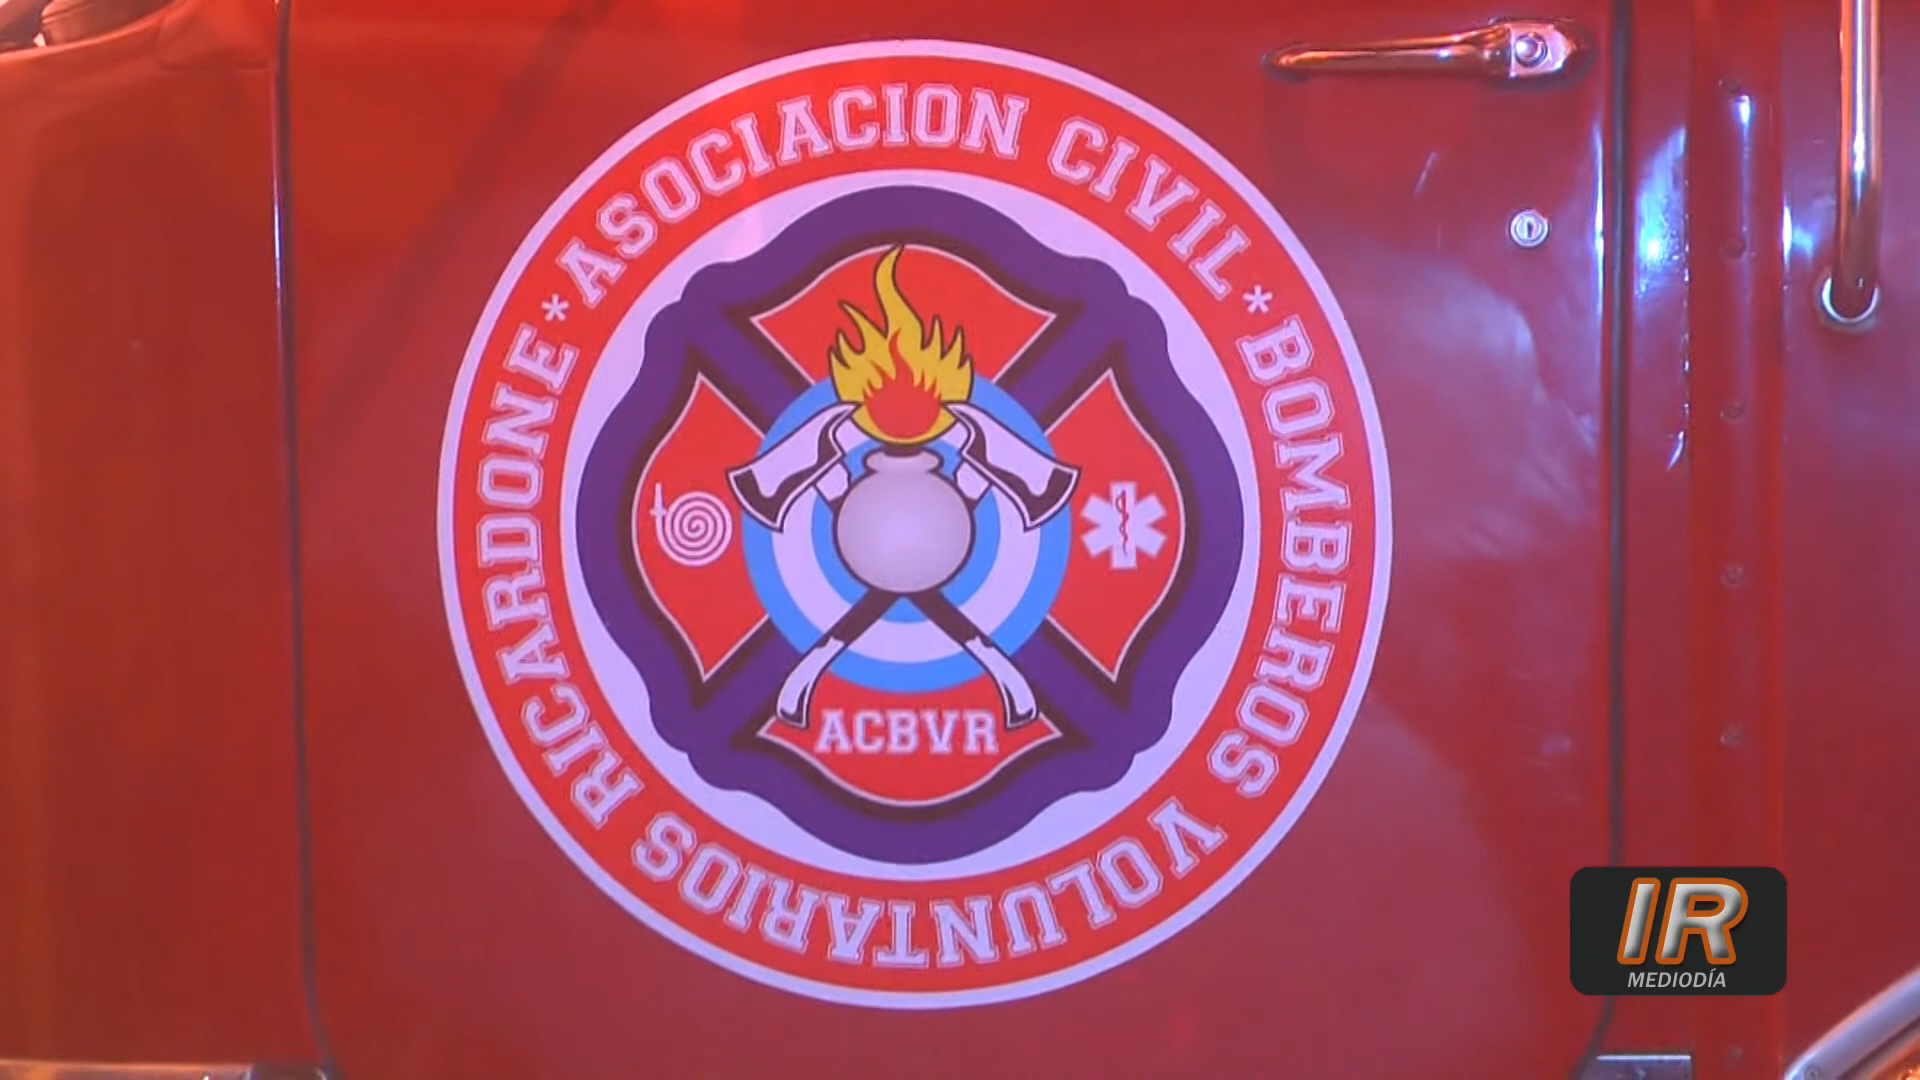 * ASOCIACION CIVIL * BOMBEROS VOLUNTARIOS RICARDONE
ACBVR
IR
MEDIODÍA